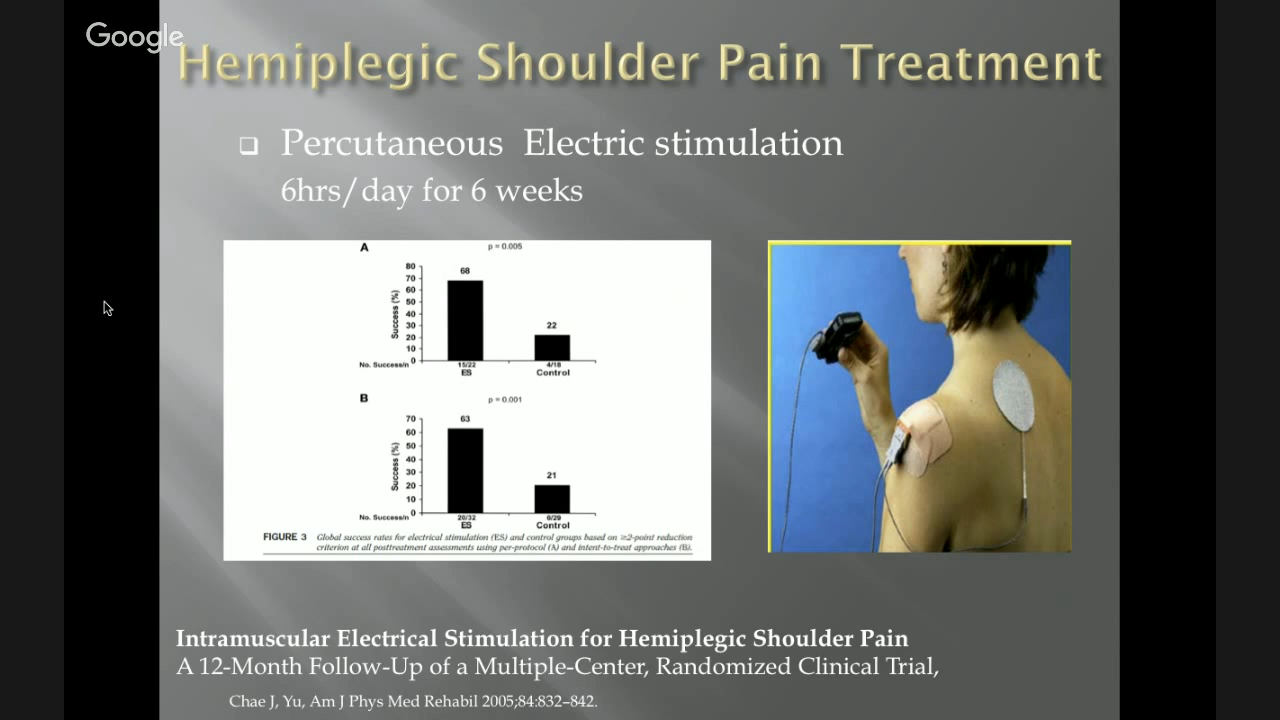 Google
Hemiplegic Shoulder Pain Treatment
Percutaneous Electric stimulation
6hrs/day for 6 weeks
A
p = 0.005
80
70
60
50
40
30
20
10
0
Success (%)
68
22
No. Success/n 15/22 4/18
ES Control
B
p = 0.001
70
60
50
40
30
20
10
0
Success (%)
63
21
No. Success/n 20/32
ES Control
FIGURE 3 Global success rates for electrical stimulation (ES) and control groups based on ≥2-point reduction
criterion at all posttreatment assessments using per-protocol (A) and intent-to-treat approaches (B).
Intramuscular Electrical Stimulation for Hemiplegic Shoulder Pain
A 12-Month Follow-Up of a Multiple-Center, Randomized Clinical Trial,
Chae J, Yu, Am J Phys Med Rehabil 2005;84:832–842.